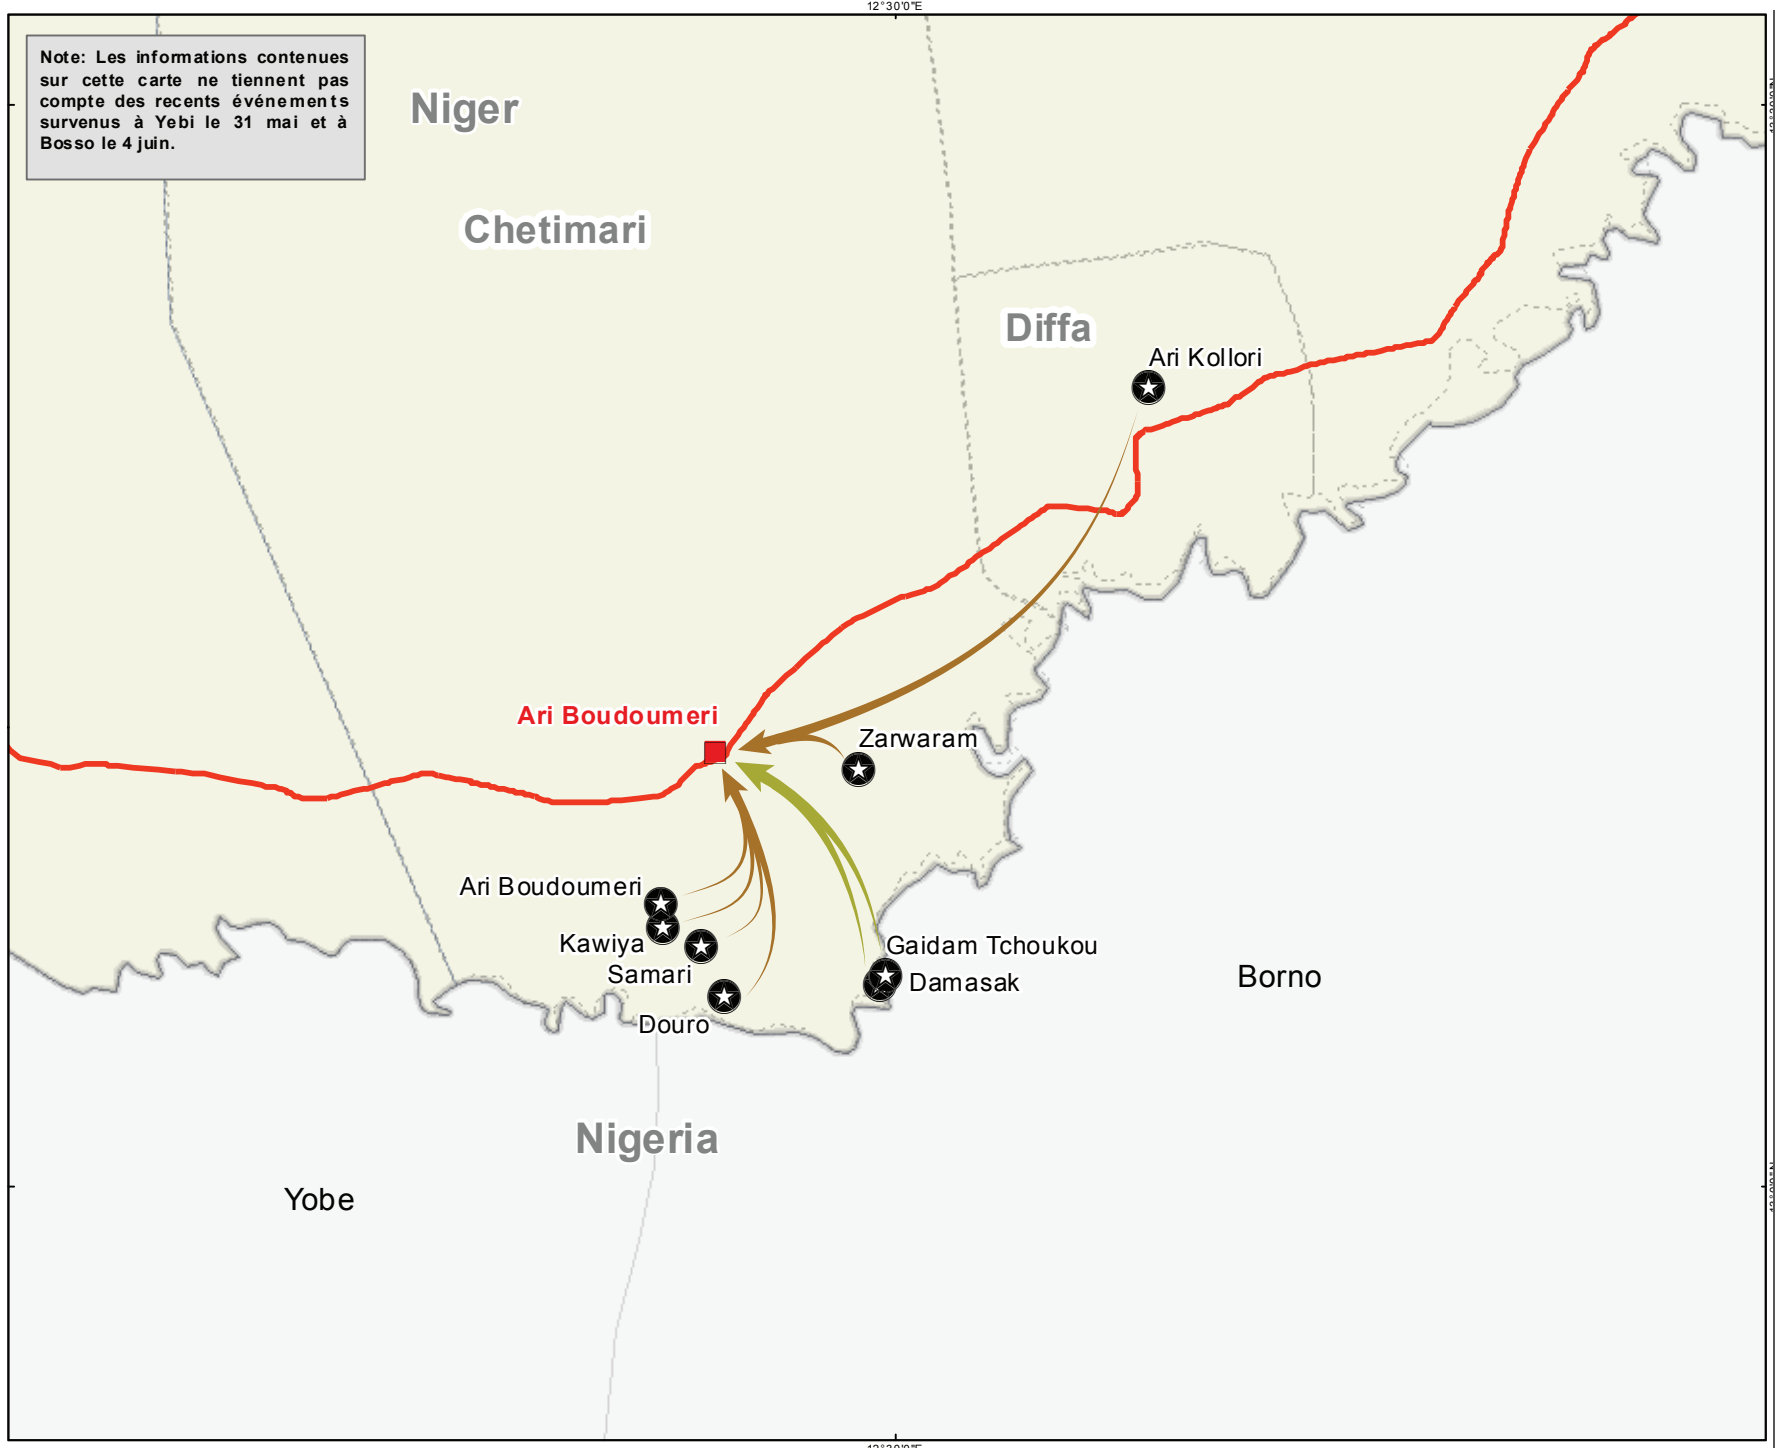 12°30'0"E
Note: Les informations contenues
sur cette carte ne tiennent pas
compte des recents événements
survenus à Yebi le 31 mai et à
Bosso le 4 juin.
Niger
Chetimari
Diffa
Ari Kollori
Ari Boudoumeri
Zarwaram
Ari Boudoumeri
Kawiya
Gaidam Tchoukou
Samari
Damasak
Borno
Douro
Nigeria
Yobe